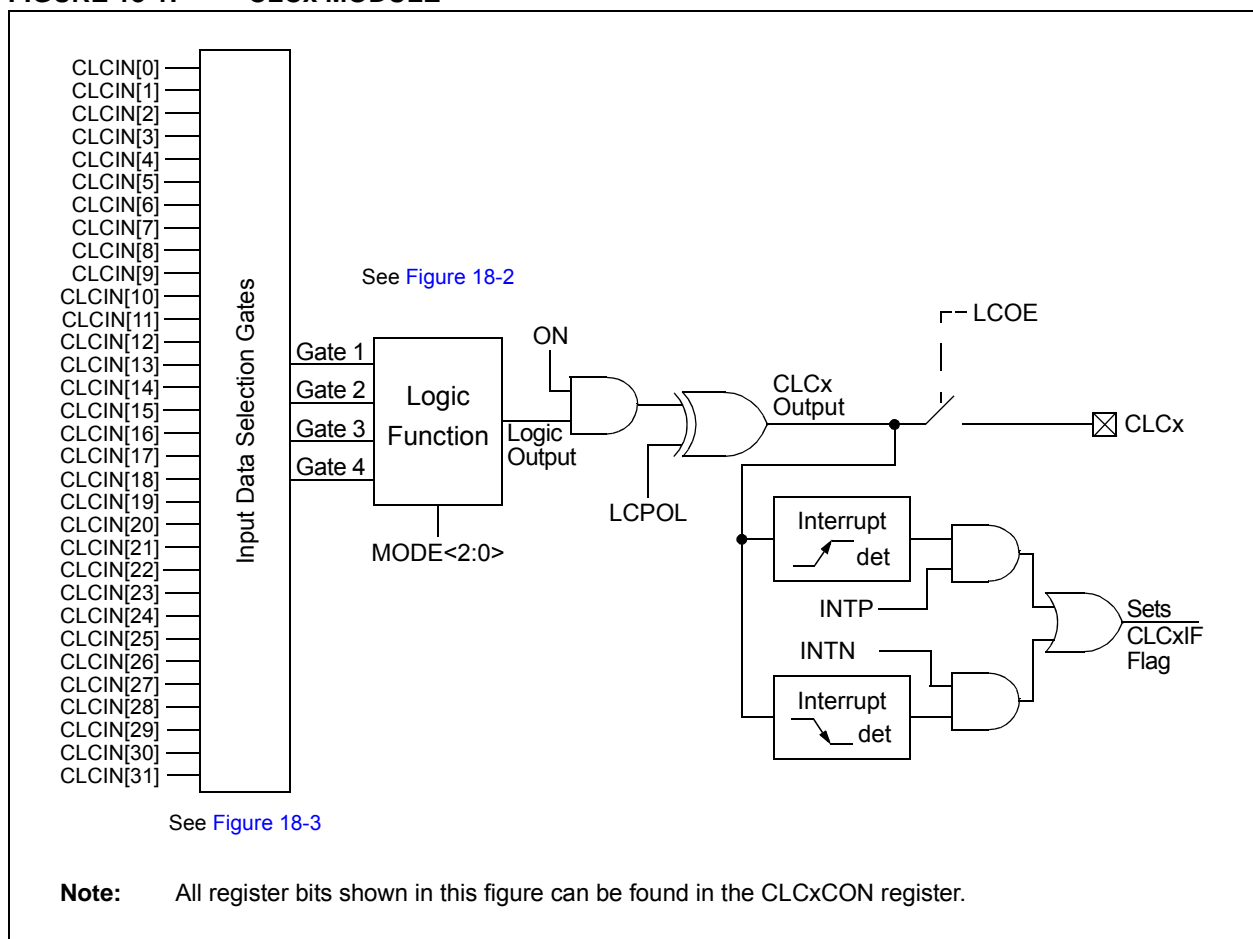 CLCIN[0]
CLCIN[1]
CLCIN[2]
CLCIN[3]
CLCIN[4]
CLCIN[5]
CLCIN[6]
CLCIN[7]
CLCIN[8]
CLCIN[9]
CLCIN[10]
CLCIN[11]
CLCIN[12]
CLCIN[13]
CLCIN[14]
CLCIN[15]
CLCIN[16]
CLCIN[17]
CLCIN[18]
CLCIN[19]
CLCIN[20]
CLCIN[21]
CLCIN[22]
CLCIN[23]
CLCIN[24]
CLCIN[25]
CLCIN[26]
CLCIN[27]
CLCIN[28]
CLCIN[29]
CLCIN[30]
CLCIN[31]
Input Data Selection Gates
See Figure 18-3
See Figure 18-2
Gate 1
Gate 2
Gate 3
Gate 4
Logic
Function
MODE<2:0>
Logic
Output
ON
LCPOL
CLCx
Output
LCOE
CLCx
Interrupt
det
INTP
INTN
Interrupt
det
Sets
CLCxIF
Flag
Note: All register bits shown in this figure can be found in the CLCxCON register.